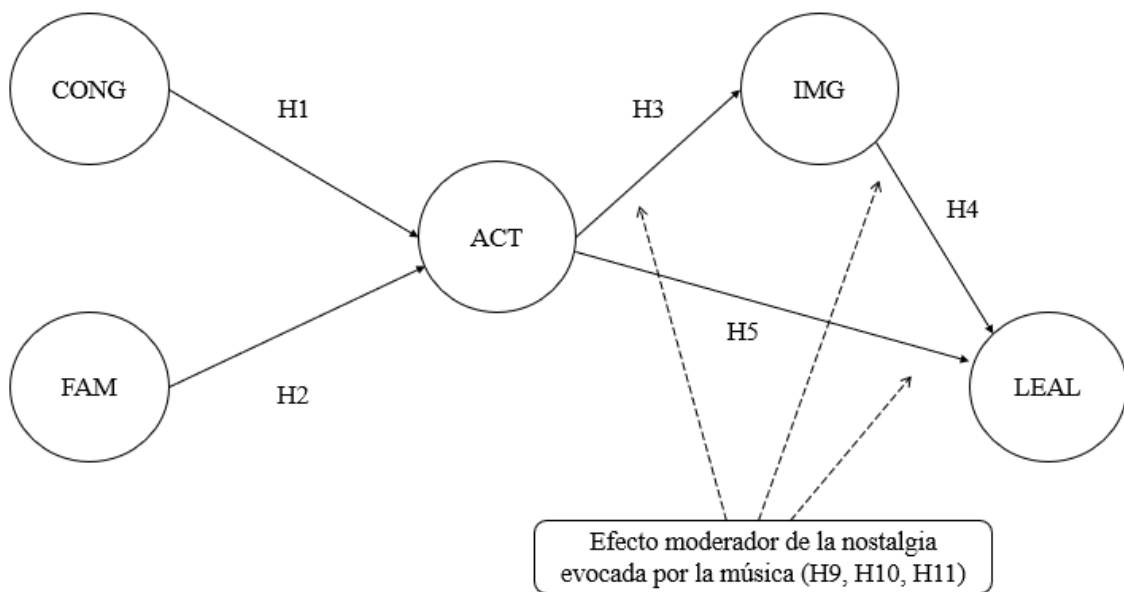 CONG
IMG
H1
H3
ACT
H4
H5
FAM
H2
LEAL
Efecto moderador de la nostalgia
evocada por la música (H9, H10, H11)